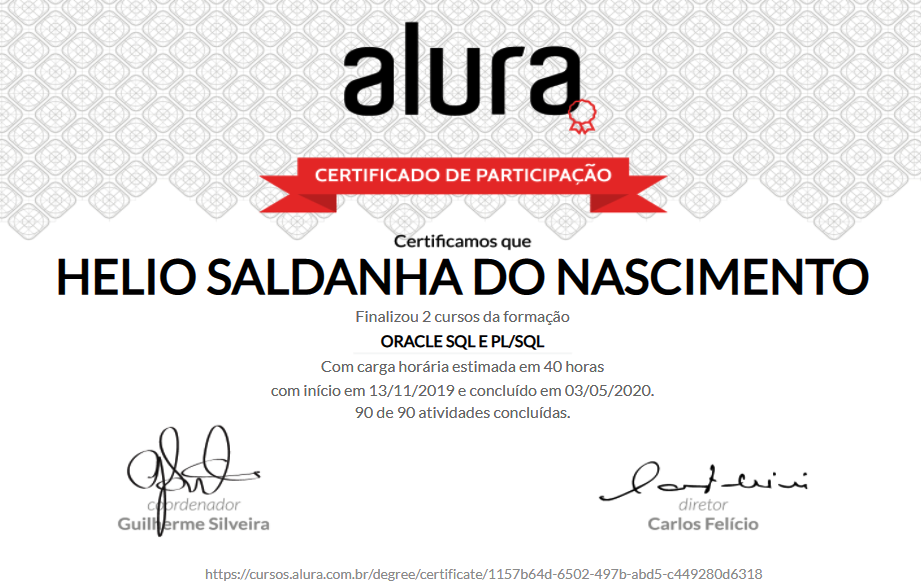 alura
CERTIFICADO DE PARTICIPAÇÃO
Certificamos que
HELIO SALDANHA DO NASCIMENTO
Finalizou 2 cursos da formação
ORACLE SQL E PL/SQL
Com carga horária estimada em 40 horas
com início em 13/11/2019 e concluído em 03/05/2020.
90 de 90 atividades concluídas.
coordenador
Guilherme Silveira
diretor
Carlos Felício
https://cursos.alura.com.br/degree/certificate/1157b64d-6502-497b-abd5-c449280d6318